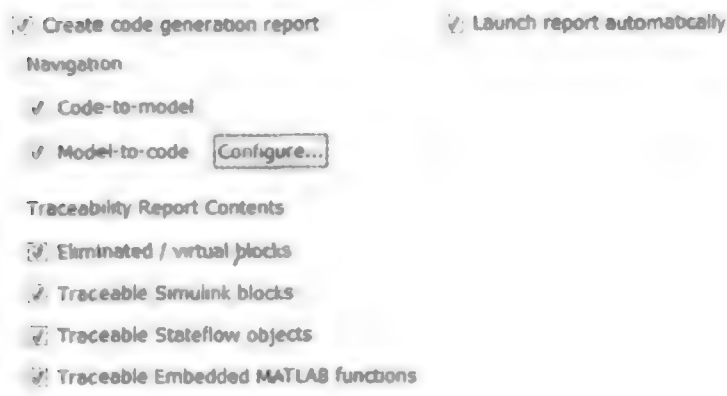 Create code generation report Launch report automatically
Navigation
Code-to-model
Model-to-code Configure...
Traceability Report Contents
Eliminated / virtual blocks
Traceable Simulink blocks
Traceable Stateflow objects
Traceable Embedded MATLAB functions